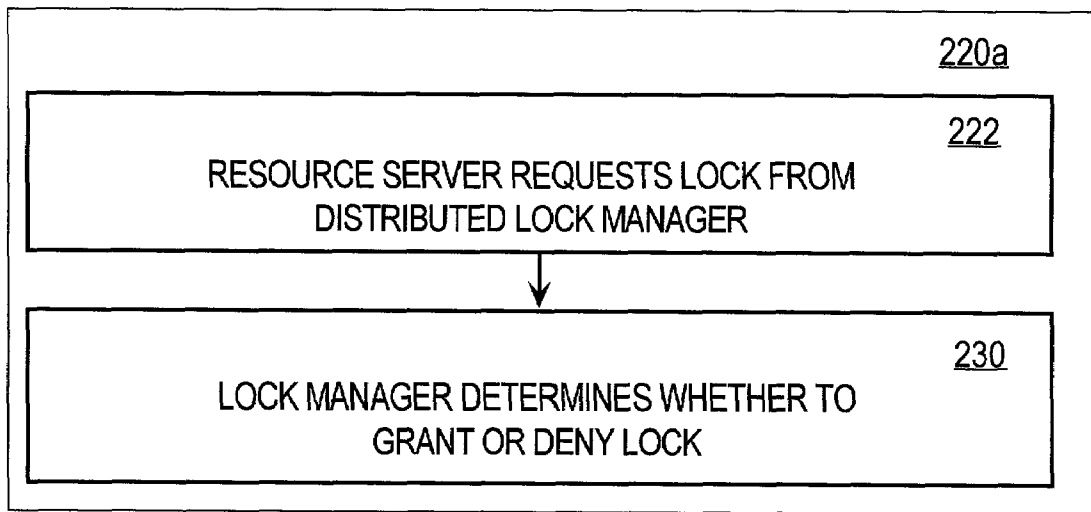 220a
222
RESOURCE SERVER REQUESTS LOCK FROM
DISTRIBUTED LOCK MANAGER
230
LOCK MANAGER DETERMINES WHETHER TO
GRANT OR DENY LOCK